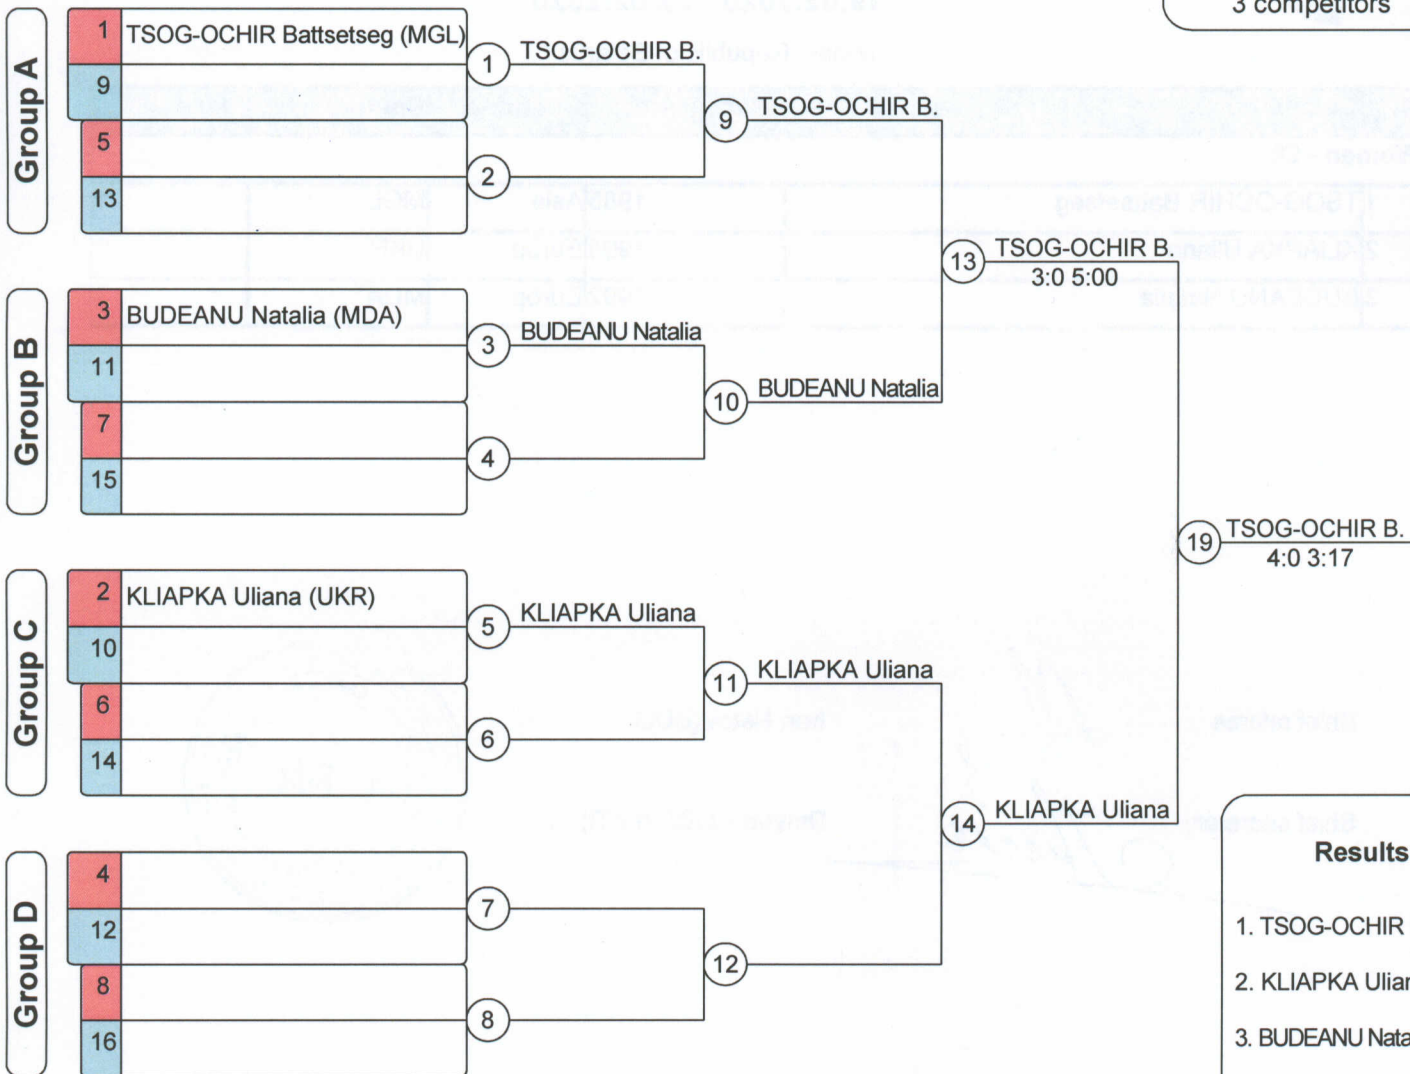 3 competitors
Group A
1 TSOG-OCHIR Battsetseg (MGL)
9
5
13
1 TSOG-OCHIR B.
2
9 TSOG-OCHIR B.
Group B
3 BUDEANU Natalia (MDA)
11
7
15
3 BUDEANU Natalia
4
10 BUDEANU Natalia
13 TSOG-OCHIR B.
3:0 5:00
Group C
2 KLIAPKA Uliana (UKR)
10
6
14
5 KLIAPKA Uliana
6
11 KLIAPKA Uliana
Group D
4
12
8
16
7
8
12
14 KLIAPKA Uliana
19 TSOG-OCHIR B.
4:0 3:17
Results
1. TSOG-OCHIR
2. KLIAPKA Ulian
3. BUDEANU Nata